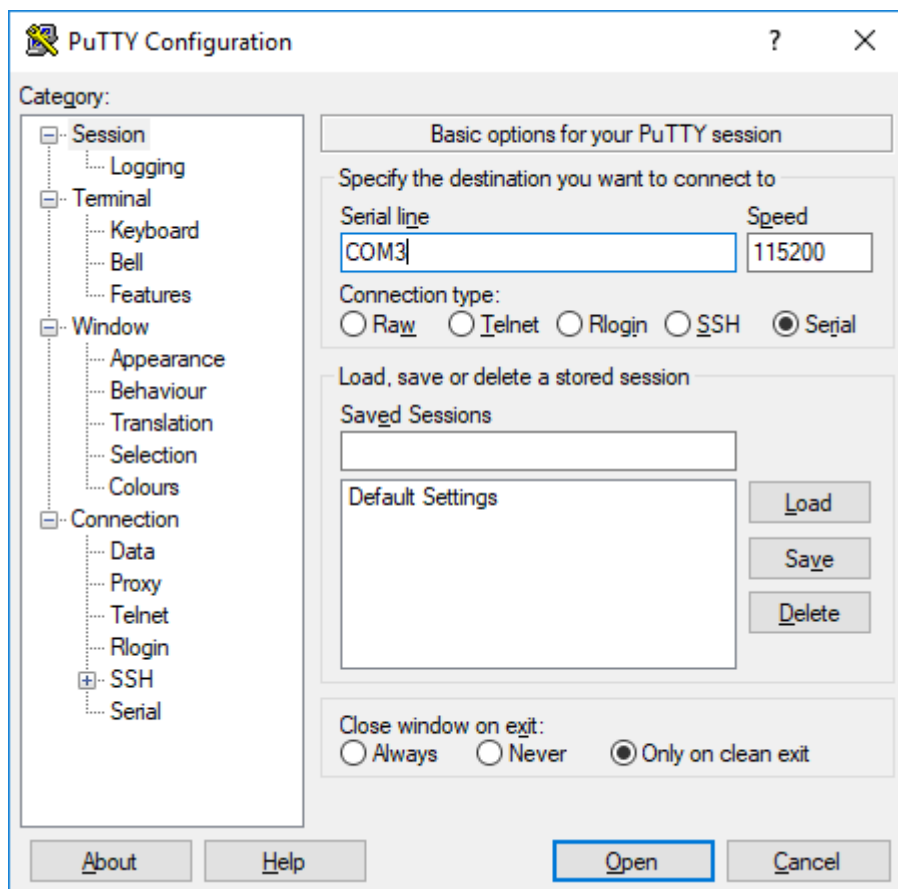 PuTTY Configuration ? 
Category:
Session
Logging
Terminal
Keyboard
Bell
Features
Window
Appearance
Behaviour
Translation
Selection
Colours
Connection
Data
Proxy
Telnet
Rlogin
SSH
Serial
Basic options for your PuTTY session
Specify the destination you want to connect to
Serial line Speed
COM3 115200
Connection type:
Raw Telnet Rlogin SSH Serial
Load, save or delete a stored session
Saved Sessions
Default Settings
Load
Save
Delete
Close window on exit:
Always Never Only on clean exit
About Help Open Cancel